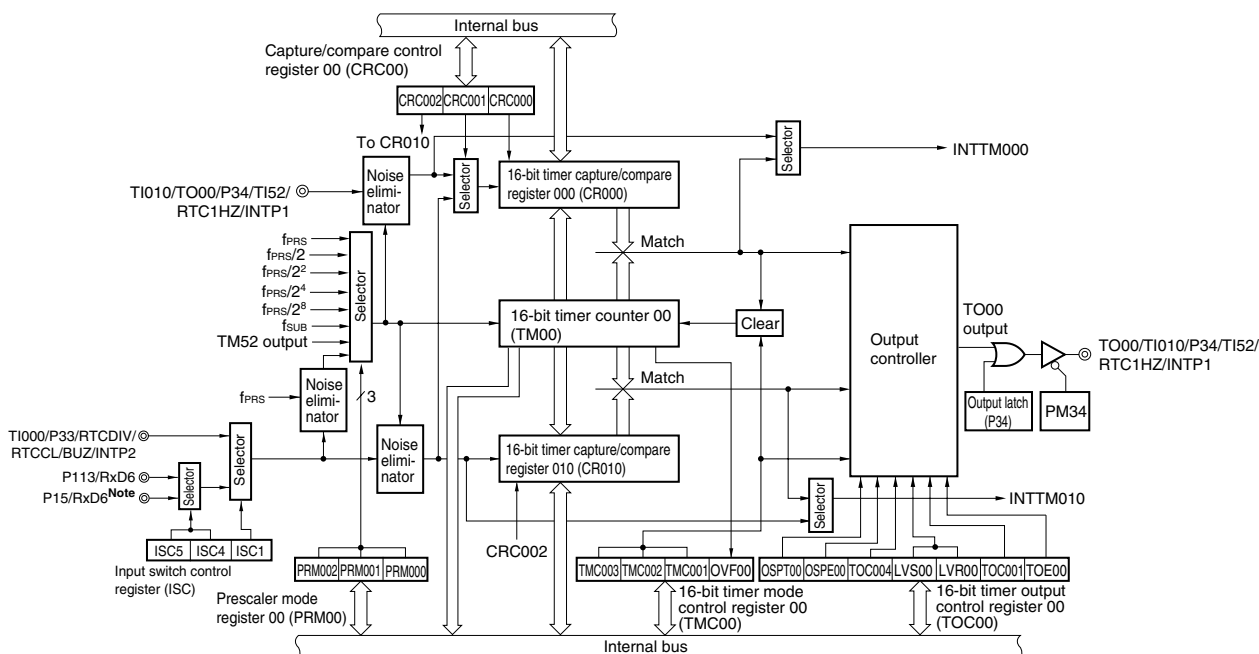 Internal bus
Capture/compare control
register 00 (CRC00)
CRC002 CRC001 CRC000
To CR010
Selector
INTTM000
Noise
elimi-
nator
Selector
16-bit timer capture/compare
register 000 (CR000)
TI010/TO00/P34/TI52/
RTC1HZ/INTP1
Match
fPRS
fPRS/2
fPRS/2²
fPRS/2⁴
fPRS/2⁸
fSUB
TM52 output
Selector
16-bit timer counter 00
(TM00)
Clear
Output
controller
TO00
output
TO00/TI010/P34/TI52/
RTC1HZ/INTP1
Output latch
(P34)
PM34
fPRS
Noise
elimi-
nator
3
Match
TI000/P33/RTCDIV/
RTCCL/BUZ/INTP2
Selector
Noise
elimi-
nator
16-bit timer capture/compare
register 010 (CR010)
P113/RxD6
P15/RxD6Note
Selector
Selector
INTTM010
CRC002
ISC5 ISC4 ISC1
Input switch control
register (ISC)
PRM002 PRM001 PRM000
Prescaler mode
register 00 (PRM00)
TMC003 TMC002 TMC001 OVF00
16-bit timer mode
control register 00
(TMC00)
OSPT00 OSPE00 TOC004 LVS00 LVR00 TOC001 TOE00
16-bit timer output
control register 00
(TOC00)
Internal bus